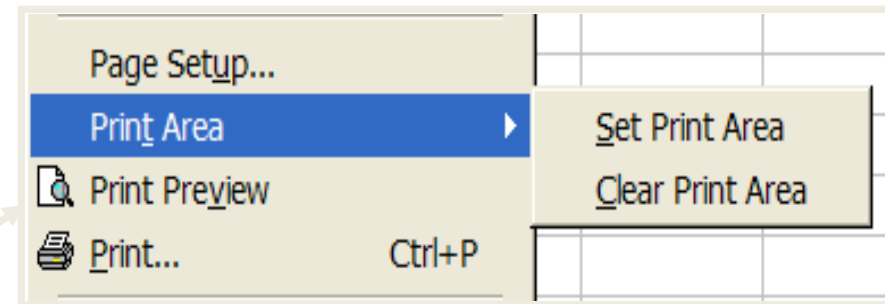 Page Setup...
Print Area
Set Print Area
Clear Print Area
Print Preview
Print... Ctrl+P